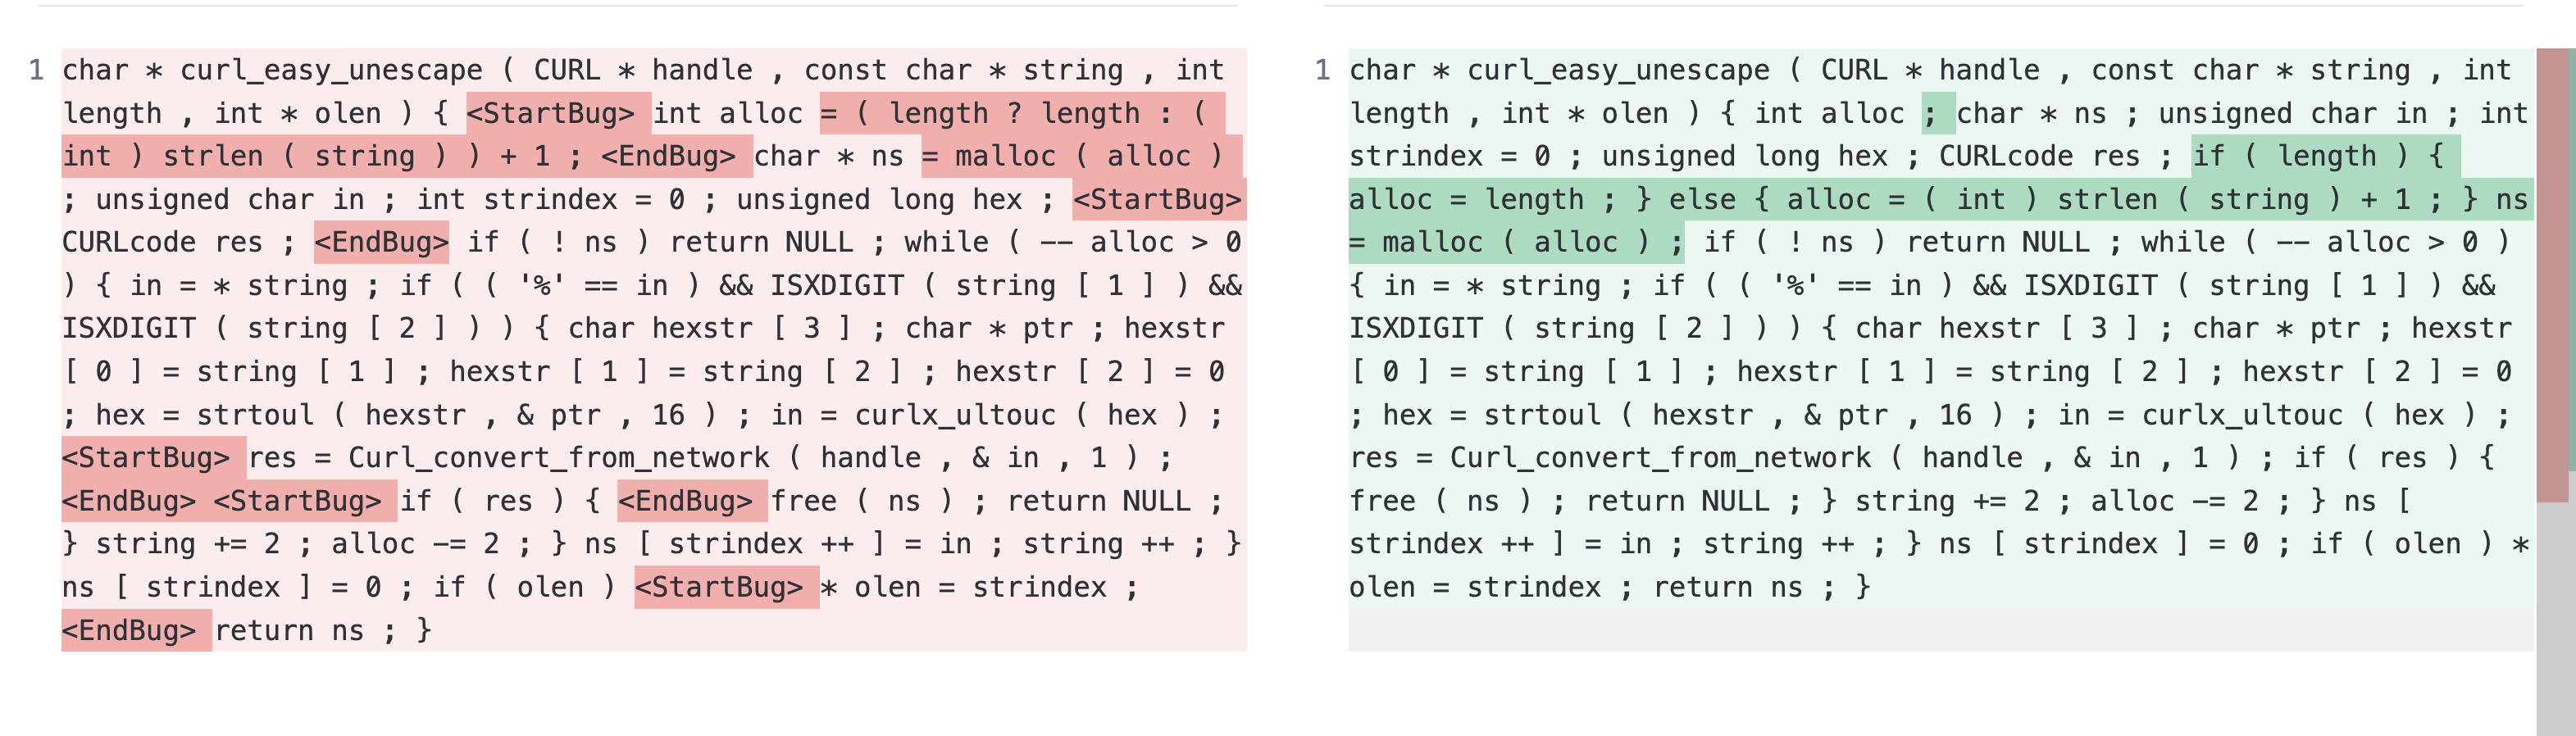 1 char * curl_easy_unescape ( CURL * handle , const char * string , int
length , int * olen ) { <StartBug> int alloc = ( length ? length : (
int ) strlen ( string ) ) + 1 ; <EndBug> char * ns = malloc ( alloc )
; unsigned char in ; int strindex = 0 ; unsigned long hex ; <StartBug>
CURLcode res ; <EndBug> if ( ! ns ) return NULL ; while ( -- alloc > 0
) { in = * string ; if ( ( '%' == in ) && ISXDIGIT ( string [ 1 ] ) &&
ISXDIGIT ( string [ 2 ] ) ) { char hexstr [ 3 ] ; char * ptr ; hexstr
[ 0 ] = string [ 1 ] ; hexstr [ 1 ] = string [ 2 ] ; hexstr [ 2 ] = 0
; hex = strtoul ( hexstr , & ptr , 16 ) ; in = curlx_ultouc ( hex ) ;
<StartBug> res = Curl_convert_from_network ( handle , & in , 1 ) ;
<EndBug> <StartBug> if ( res ) { <EndBug> free ( ns ) ; return NULL ;
} string += 2 ; alloc -= 2 ; } ns [ strindex ++ ] = in ; string ++ ; }
ns [ strindex ] = 0 ; if ( olen ) <StartBug> * olen = strindex ;
<EndBug> return ns ; }
1 char * curl_easy_unescape ( CURL * handle , const char * string , int
length , int * olen ) { int alloc ; char * ns ; unsigned char in ; int
strindex = 0 ; unsigned long hex ; CURLcode res ; if ( length ) {
alloc = length ; } else { alloc = ( int ) strlen ( string ) + 1 ; } ns
= malloc ( alloc ) ; if ( ! ns ) return NULL ; while ( -- alloc > 0 )
{ in = * string ; if ( ( '%' == in ) && ISXDIGIT ( string [ 1 ] ) &&
ISXDIGIT ( string [ 2 ] ) ) { char hexstr [ 3 ] ; char * ptr ; hexstr
[ 0 ] = string [ 1 ] ; hexstr [ 1 ] = string [ 2 ] ; hexstr [ 2 ] = 0
; hex = strtoul ( hexstr , & ptr , 16 ) ; in = curlx_ultouc ( hex ) ;
res = Curl_convert_from_network ( handle , & in , 1 ) ; if ( res ) {
free ( ns ) ; return NULL ; } string += 2 ; alloc -= 2 ; } ns [
strindex ++ ] = in ; string ++ ; } ns [ strindex ] = 0 ; if ( olen ) *
olen = strindex ; return ns ; }